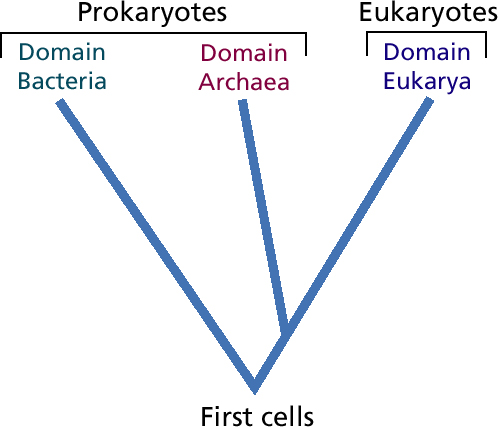 Prokaryotes
Eukaryotes
Domain
Bacteria
Domain
Archaea
Domain
Eukarya
First cells